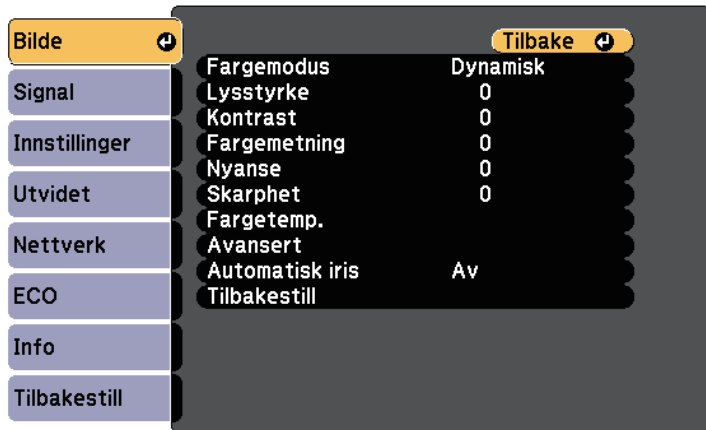 Bilde
Signal
Innstillinger
Utvidet
Nettverk
ECO
Info
Tilbakestill
Tilbake
Fargemodus Dynamisk
Lysstyrke 0
Kontrast 0
Fargemetning 0
Nyanse 0
Skarphet 0
Fargetemp.
Avansert
Automatisk iris Av
Tilbakestill